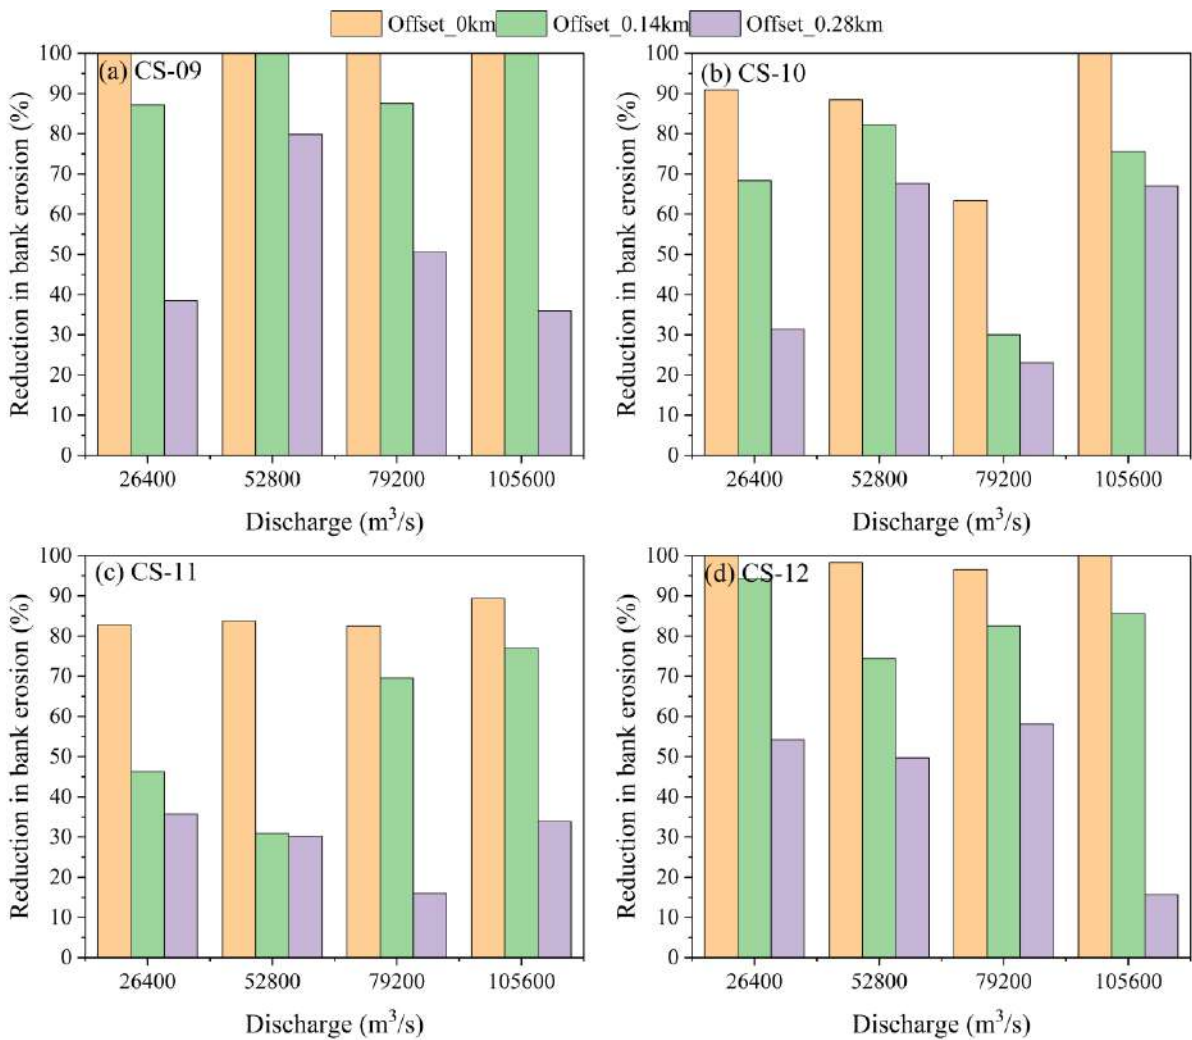 Offset_0km Offset_0.14km Offset_0.28km
(a) CS-09
Reduction in bank erosion (%)
100
90
80
70
60
50
40
30
20
10
0
26400 52800 79200 105600
Discharge (m³/s)
(b) CS-10
Reduction in bank erosion (%)
100
90
80
70
60
50
40
30
20
10
0
26400 52800 79200 105600
Discharge (m³/s)
(c) CS-11
Reduction in bank erosion (%)
100
90
80
70
60
50
40
30
20
10
0
26400 52800 79200 105600
Discharge (m³/s)
(d) CS-12
Reduction in bank erosion (%)
100
90
80
70
60
50
40
30
20
10
0
26400 52800 79200 105600
Discharge (m³/s)